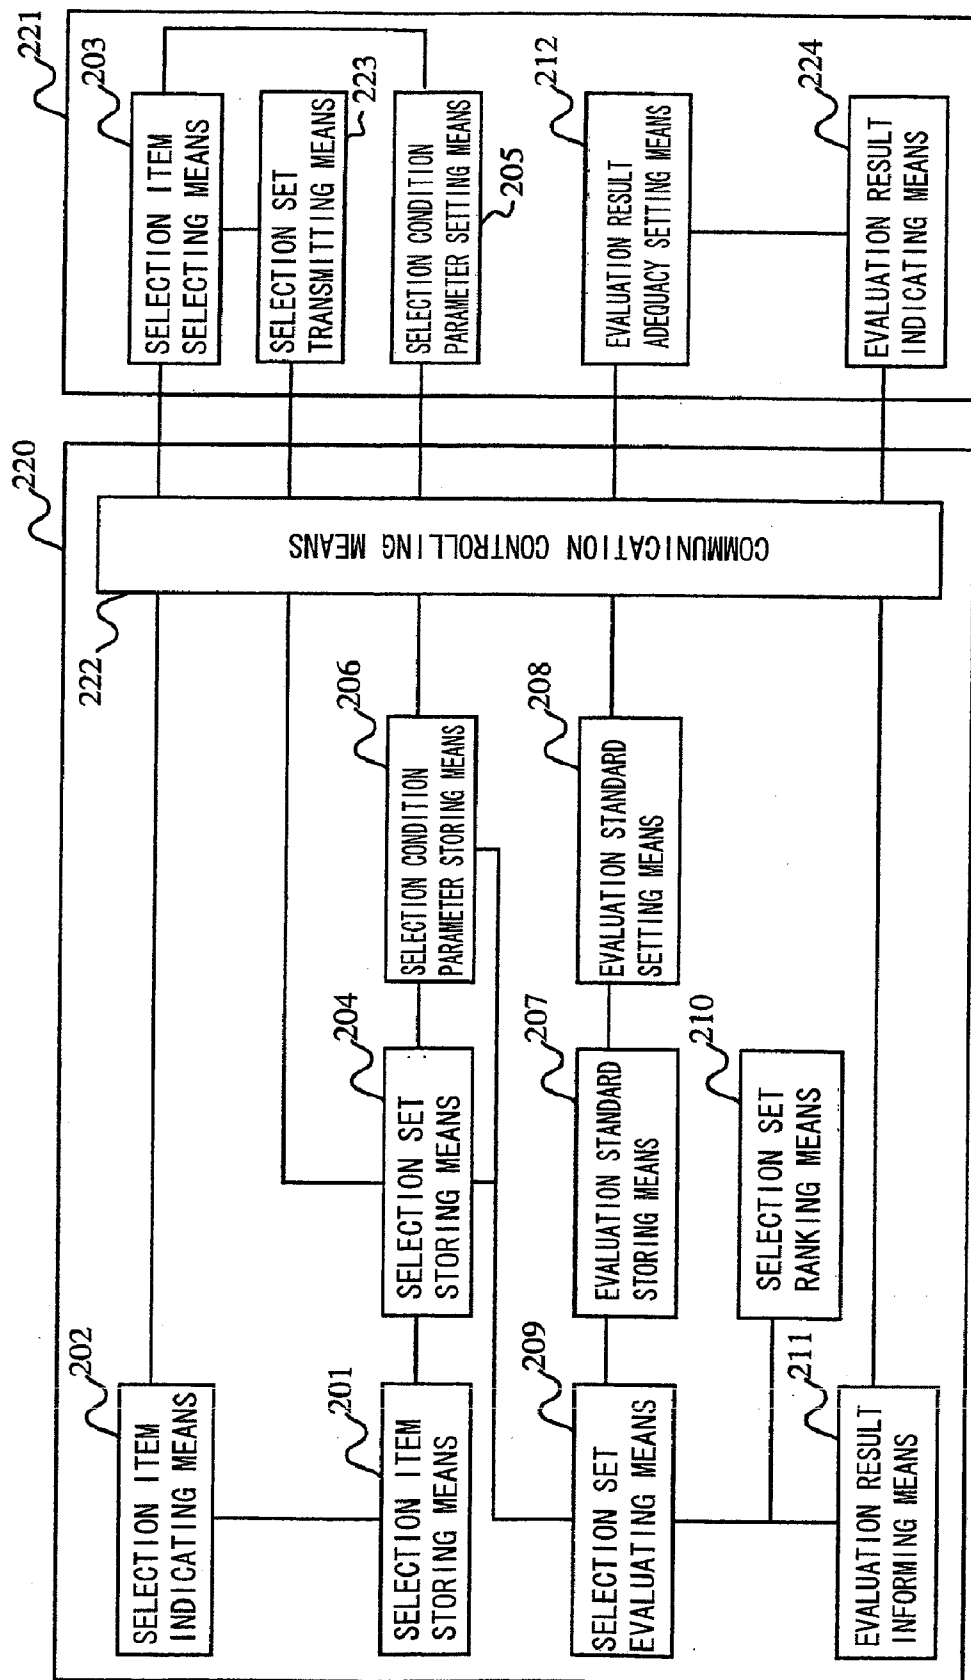 220
221
202
SELECTION ITEM
INDICATING MEANS
222
COMMUNICATION CONTROLLING MEANS
203
SELECTION ITEM
SELECTING MEANS
SELECTION SET
TRANSMITTING MEANS
223
201
SELECTION ITEM
STORING MEANS
204
SELECTION SET
STORING MEANS
206
SELECTION CONDITION
PARAMETER STORING MEANS
SELECTION CONDITION
PARAMETER SETTING MEANS
205
209
SELECTION SET
EVALUATING MEANS
207
EVALUATION STANDARD
STORING MEANS
208
EVALUATION STANDARD
SETTING MEANS
212
EVALUATION RESULT
ADEQUACY SETTING MEANS
210
SELECTION SET
RANKING MEANS
211
EVALUATION RESULT
INFORMING MEANS
224
EVALUATION RESULT
INDICATING MEANS